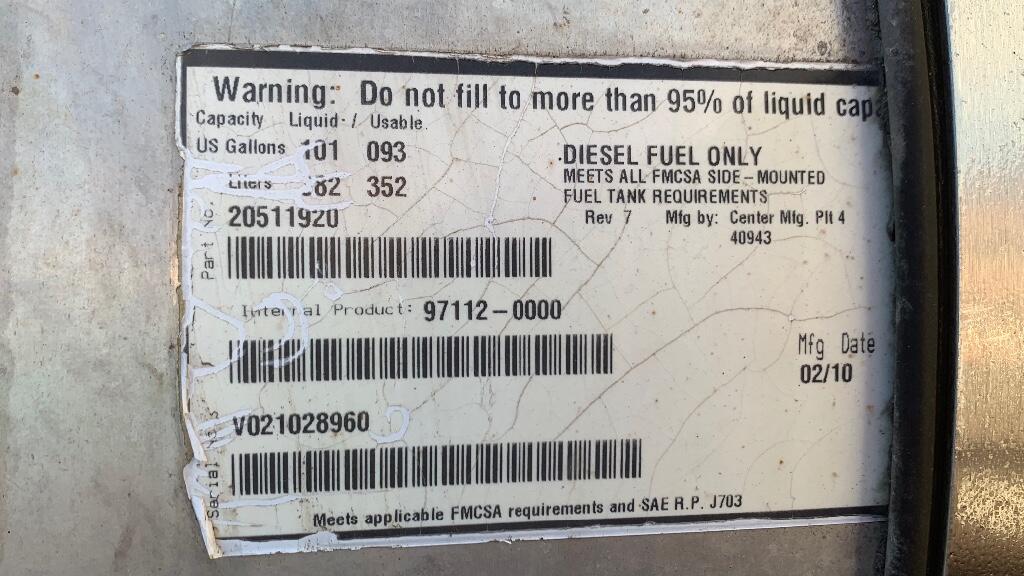 Warning: Do not fill to more than 95% of liquid
Capacity Liquid / Usable
US Gallons 101 093
Liters 82 352
DIESEL FUEL ONLY
MEETS ALL FMCSA SIDE-MOUNTED
FUEL TANK REQUIREMENTS
Rev 7 Mfg by: Center Mfg. Plt 4
40943
Part No. 20511920
Internal Product: 97112-0000
Mfg Date
02/10
Serial No. V021028960
Meets applicable FMCSA requirements and SAE R.P. J703